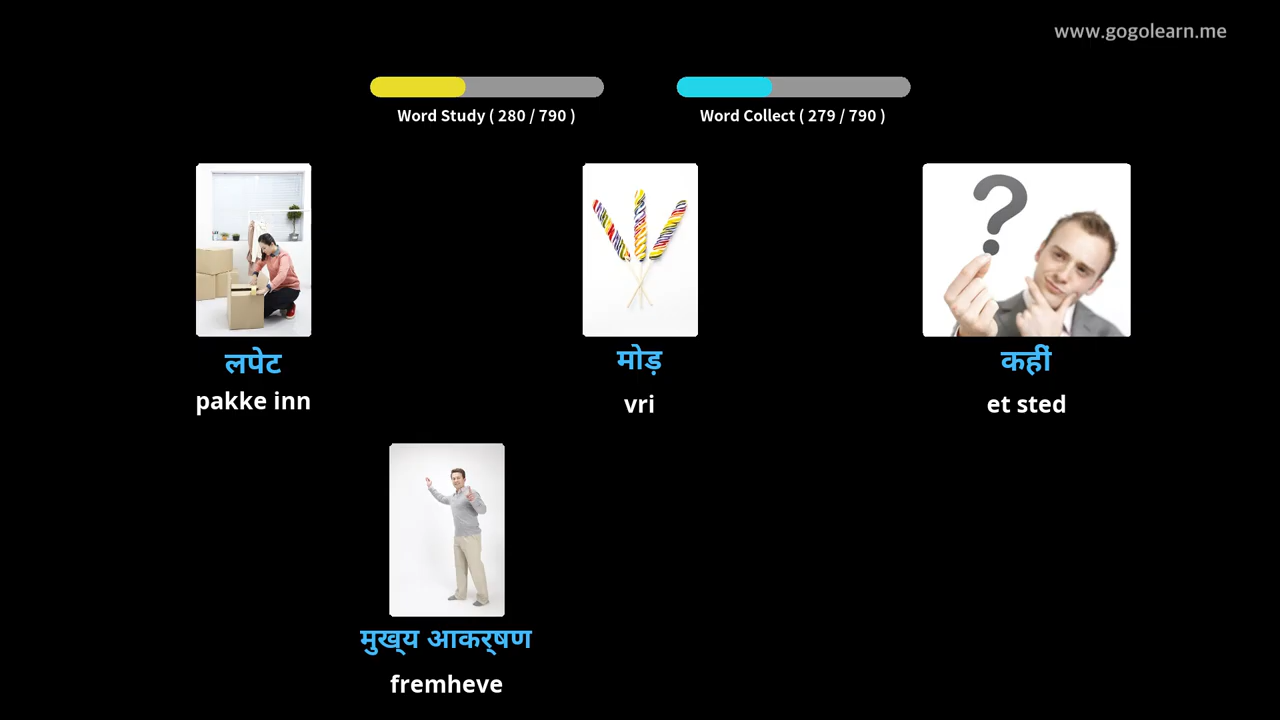 www.gogolearn.me
Word Study ( 280 / 790 )
Word Collect ( 279 / 790 )
लपेट
pakke inn
मोड़
vri
कहीं
et sted
मुख्य आकर्षण
fremheve